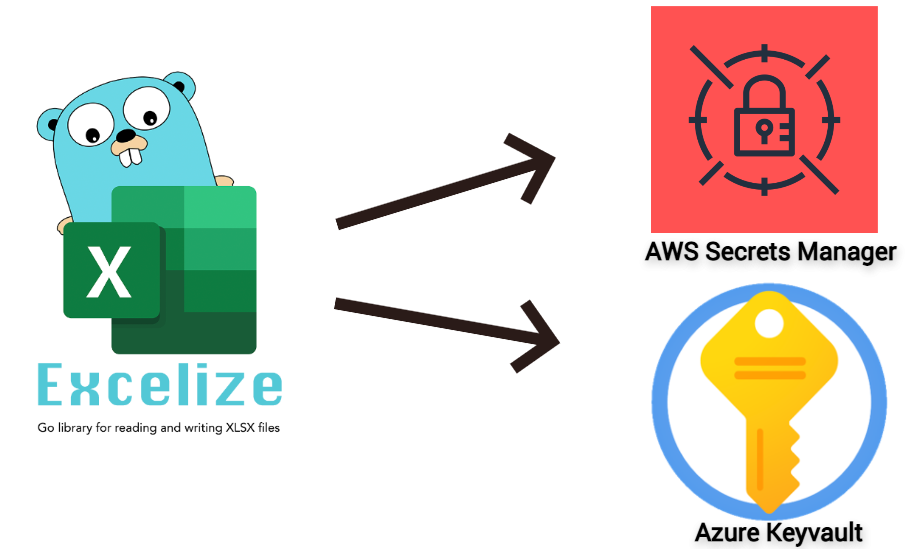 X
Excelize
Go library for reading and writing XLSX files
AWS Secrets Manager
Azure Keyvault